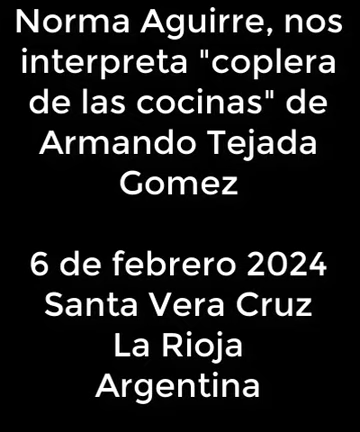 Norma Aguirre, nos
interpreta "coplera
de las cocinas" de
Armando Tejada
Gomez
6 de febrero 2024
Santa Vera Cruz
La Rioja
Argentina